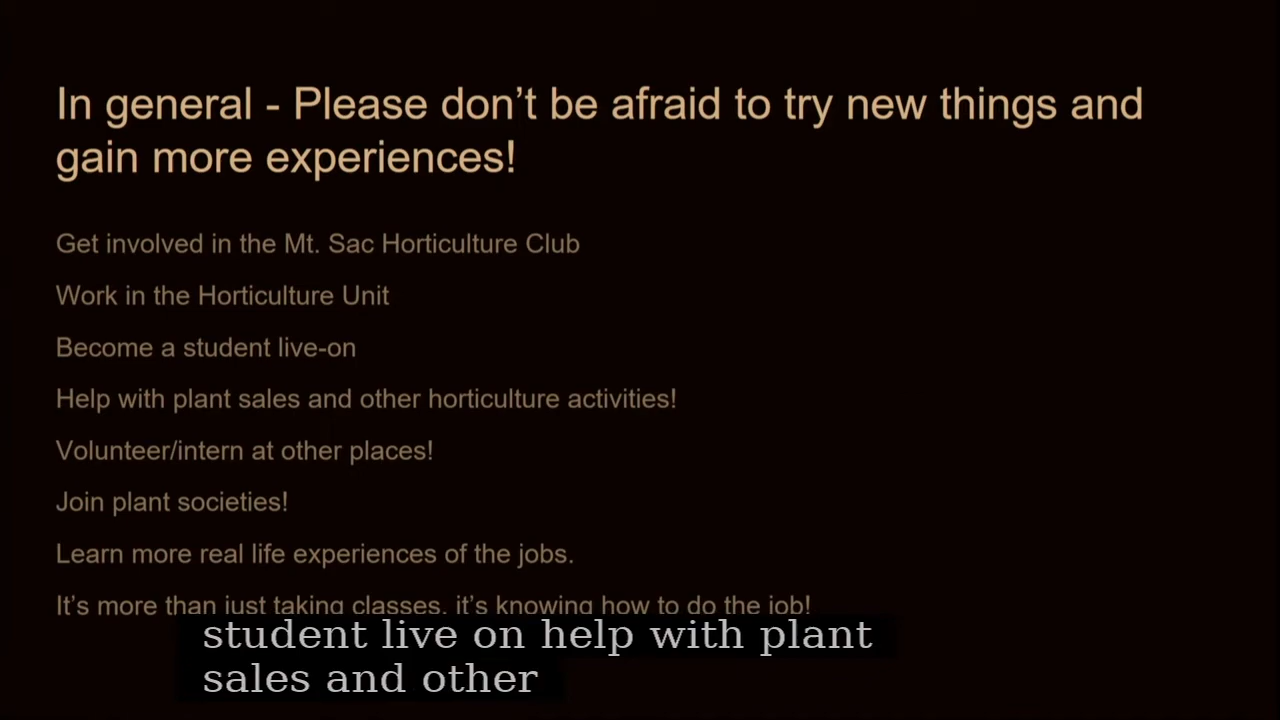 In general - Please don’t be afraid to try new things and
gain more experiences!
Get involved in the Mt. Sac Horticulture Club
Work in the Horticulture Unit
Become a student live-on
Help with plant sales and other horticulture activities!
Volunteer/intern at other places!
Join plant societies!
Learn more real life experiences of the jobs.
It’s more than just taking classes, it’s knowing how to do the job!
student live on help with plant
sales and other